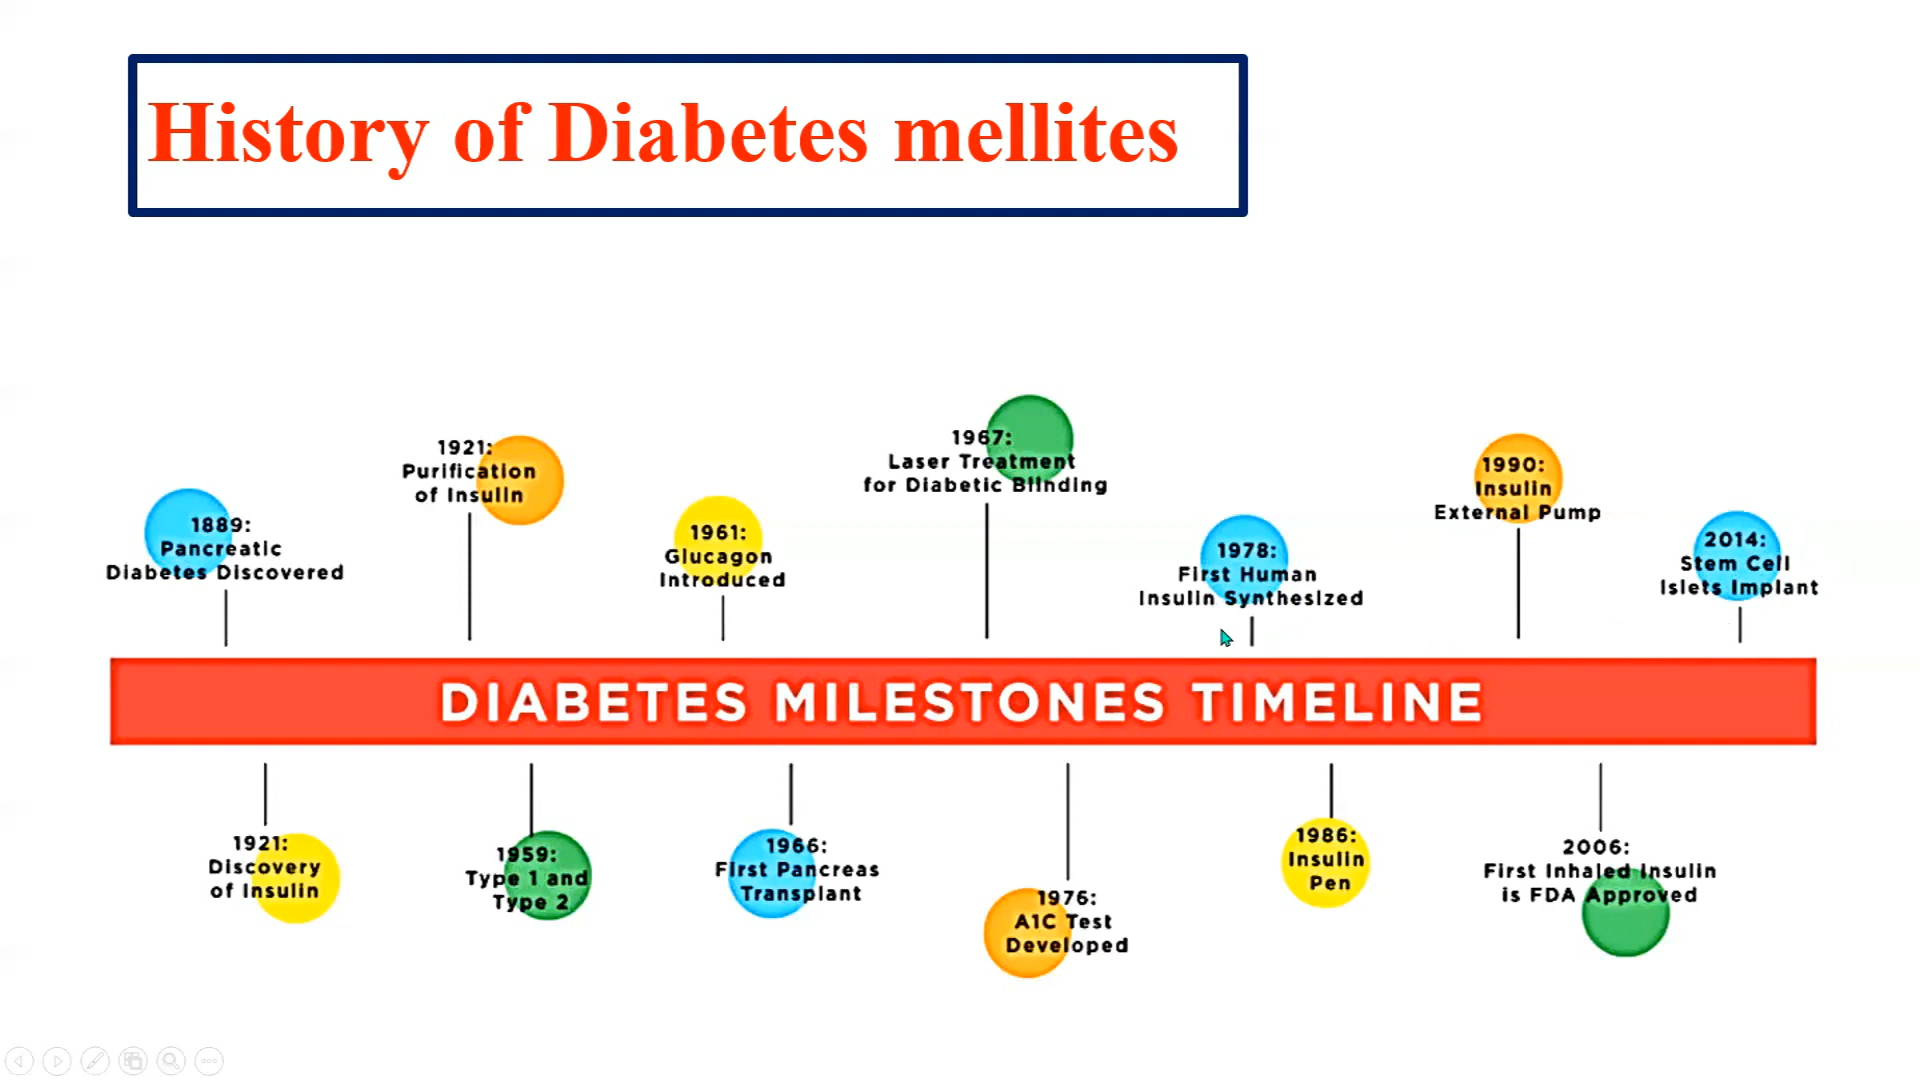 History of Diabetes mellites
1889:
Pancreatic
Diabetes Discovered
1921:
Purification
of Insulin
1961:
Glucagon
Introduced
1967:
Laser Treatment
for Diabetic Blinding
1978:
First Human
Insulin Synthesized
1990:
Insulin
External Pump
2014:
Stem Cell
Islets Implant
DIABETES MILESTONES TIMELINE
1921:
Discovery
of Insulin
1959:
Type 1 and
Type 2
1966:
First Pancreas
Transplant
1976:
A1C Test
Developed
1986:
Insulin
Pen
2006:
First Inhaled Insulin
is FDA Approved